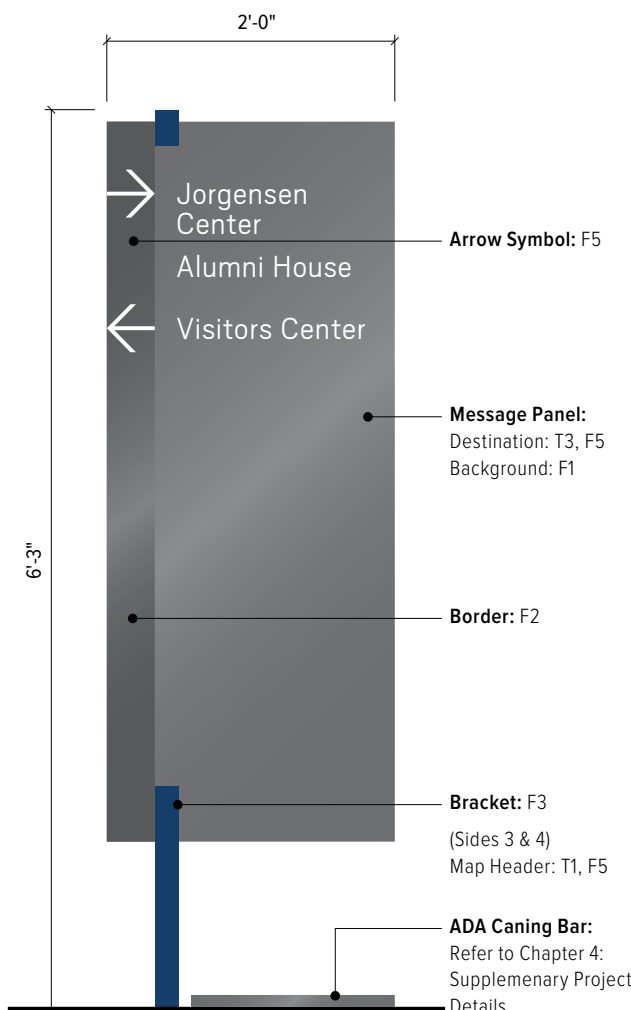 2'-0"
6'-3"
Jorgensen
Center
Alumni House
Visitors Center
Arrow Symbol: F5
Message Panel:
Destination: T3, F5
Background: F1
Border: F2
Bracket: F3
(Sides 3 & 4)
Map Header: T1, F5
ADA Caning Bar:
Refer to Chapter 4:
Supplemenary Project
Details